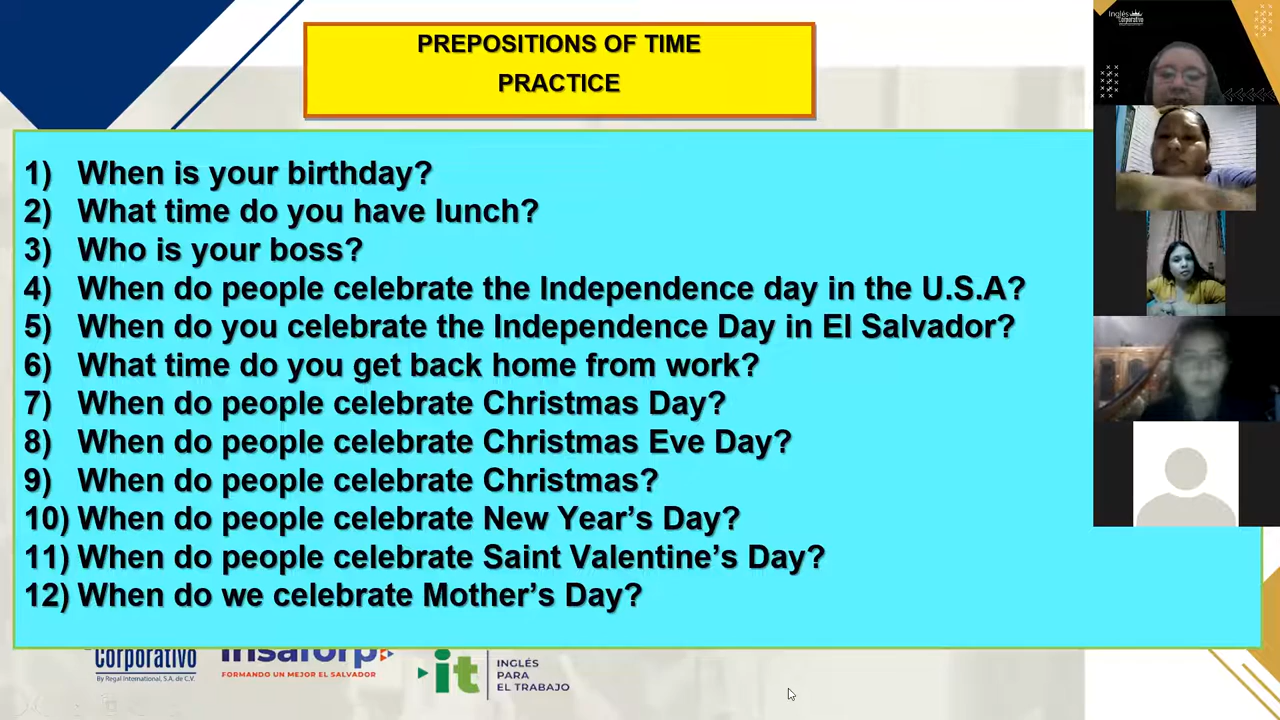 PREPOSITIONS OF TIME
PRACTICE
1) When is your birthday?
2) What time do you have lunch?
3) Who is your boss?
4) When do people celebrate the Independence day in the U.S.A?
5) When do you celebrate the Independence Day in El Salvador?
6) What time do you get back home from work?
7) When do people celebrate Christmas Day?
8) When do people celebrate Christmas Eve Day?
9) When do people celebrate Christmas?
10) When do people celebrate New Year’s Day?
11) When do people celebrate Saint Valentine’s Day?
12) When do we celebrate Mother’s Day?
Corporativo
By Regal International, S.A. de C.V.
insaforp
FORMANDO UN MEJOR EL SALVADOR
it
INGLÉS
PARA
EL TRABAJO
Inglés
Corporativo